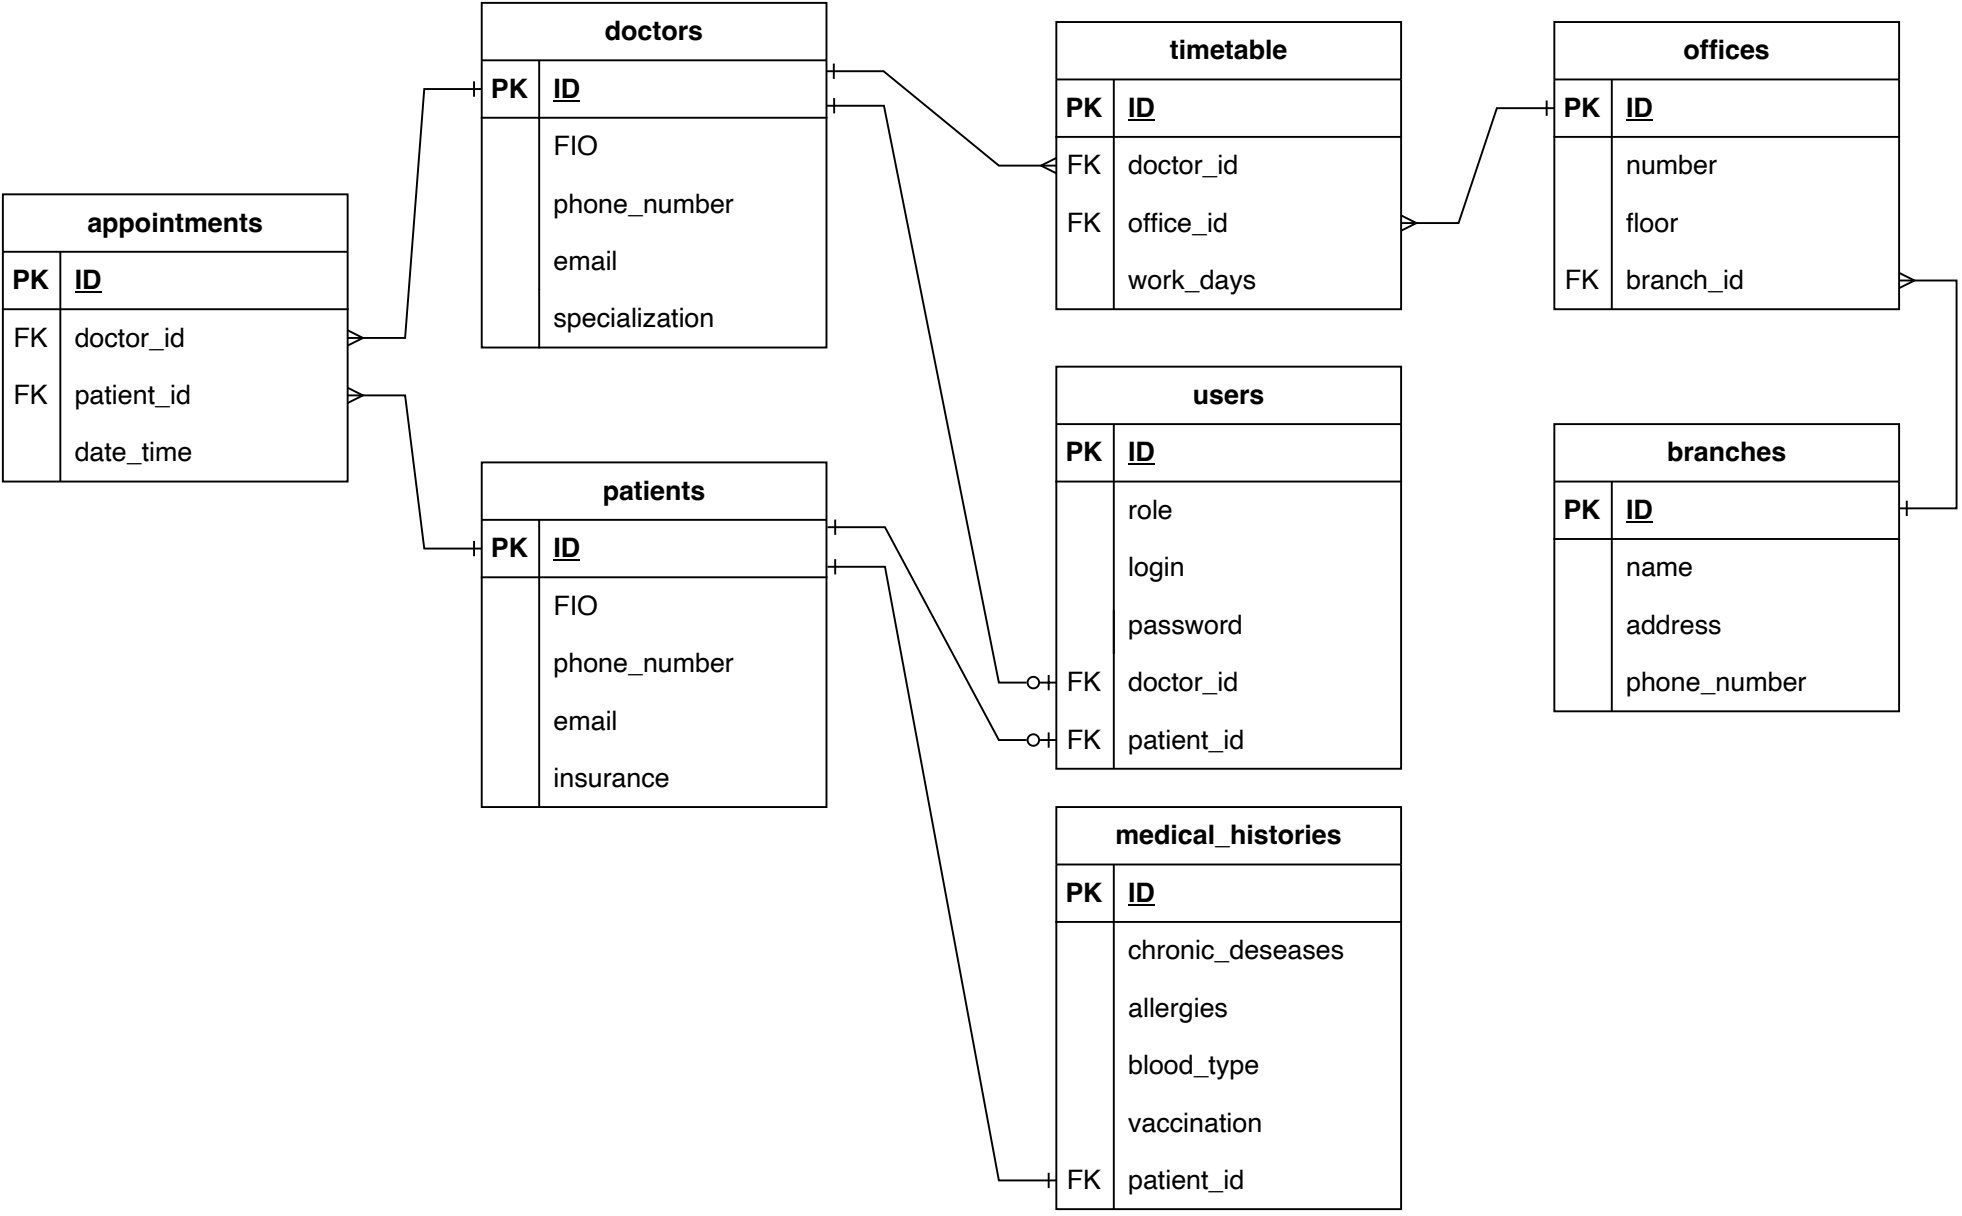 doctors
PK ID
FIO
phone_number
email
specialization
timetable
PK ID
FK doctor_id
FK office_id
work_days
offices
PK ID
number
floor
FK branch_id
appointments
PK ID
FK doctor_id
FK patient_id
date_time
patients
PK ID
FIO
phone_number
email
insurance
users
PK ID
role
login
password
FK doctor_id
FK patient_id
branches
PK ID
name
address
phone_number
medical_histories
PK ID
chronic_deseases
allergies
blood_type
vaccination
FK patient_id